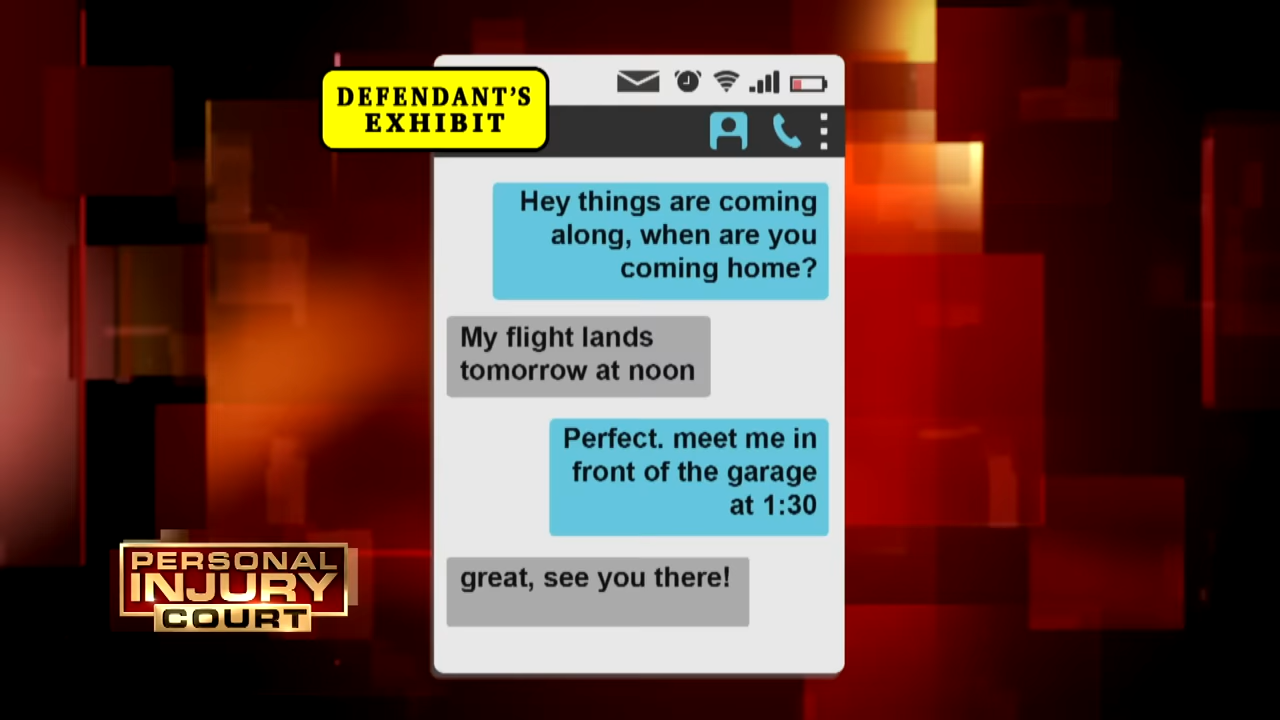 DEFENDANT'S
EXHIBIT
Hey things are coming
along, when are you
coming home?
My flight lands
tomorrow at noon
Perfect. meet me in
front of the garage
at 1:30
great, see you there!
PERSONAL
INJURY
COURT